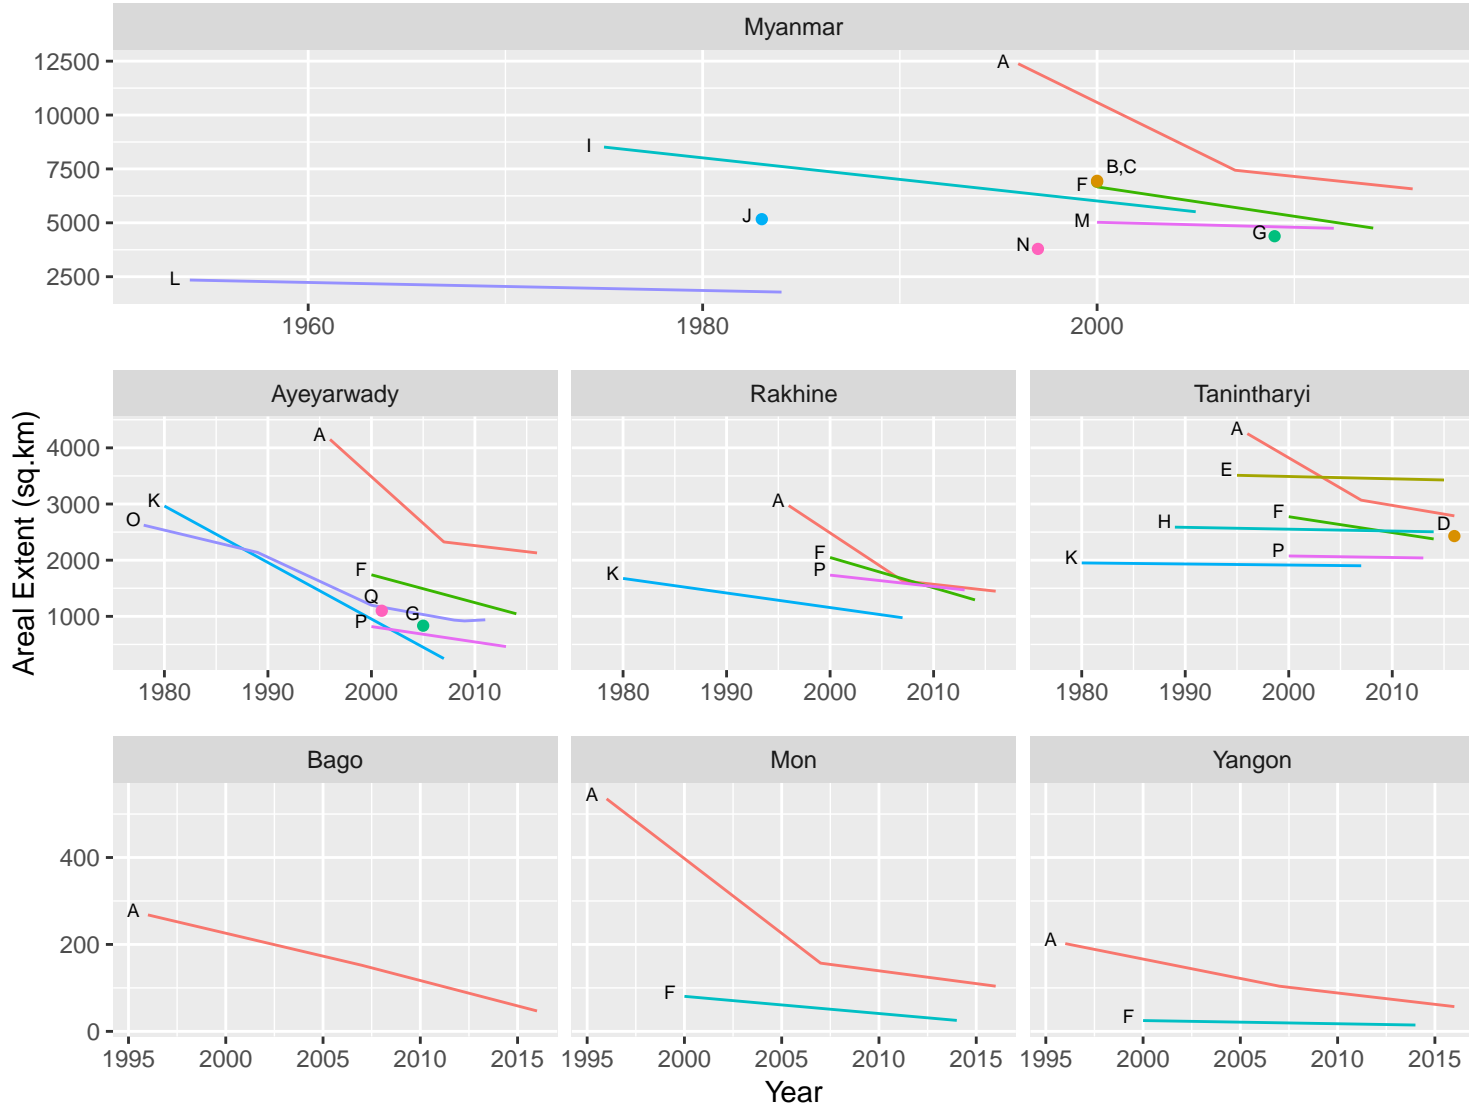 Myanmar
12500
10000
7500
5000
2500
A
I
B,C
F
J
M
G
N
L
1960 1980 2000
Areal Extent (sq.km)
Ayeyarwady Rakhine Tanintharyi
4000
3000
2000
1000
A
K
O
F
Q
G
P
A
F
P
K
A
E
F
D
H
P
K
1980 1990 2000 2010 1980 1990 2000 2010 1980 1990 2000 2010
Bago Mon Yangon
400
200
0
A
A
F
A
F
1995 2000 2005 2010 2015 1995 2000 2005 2010 2015 1995 2000 2005 2010 2015
Year